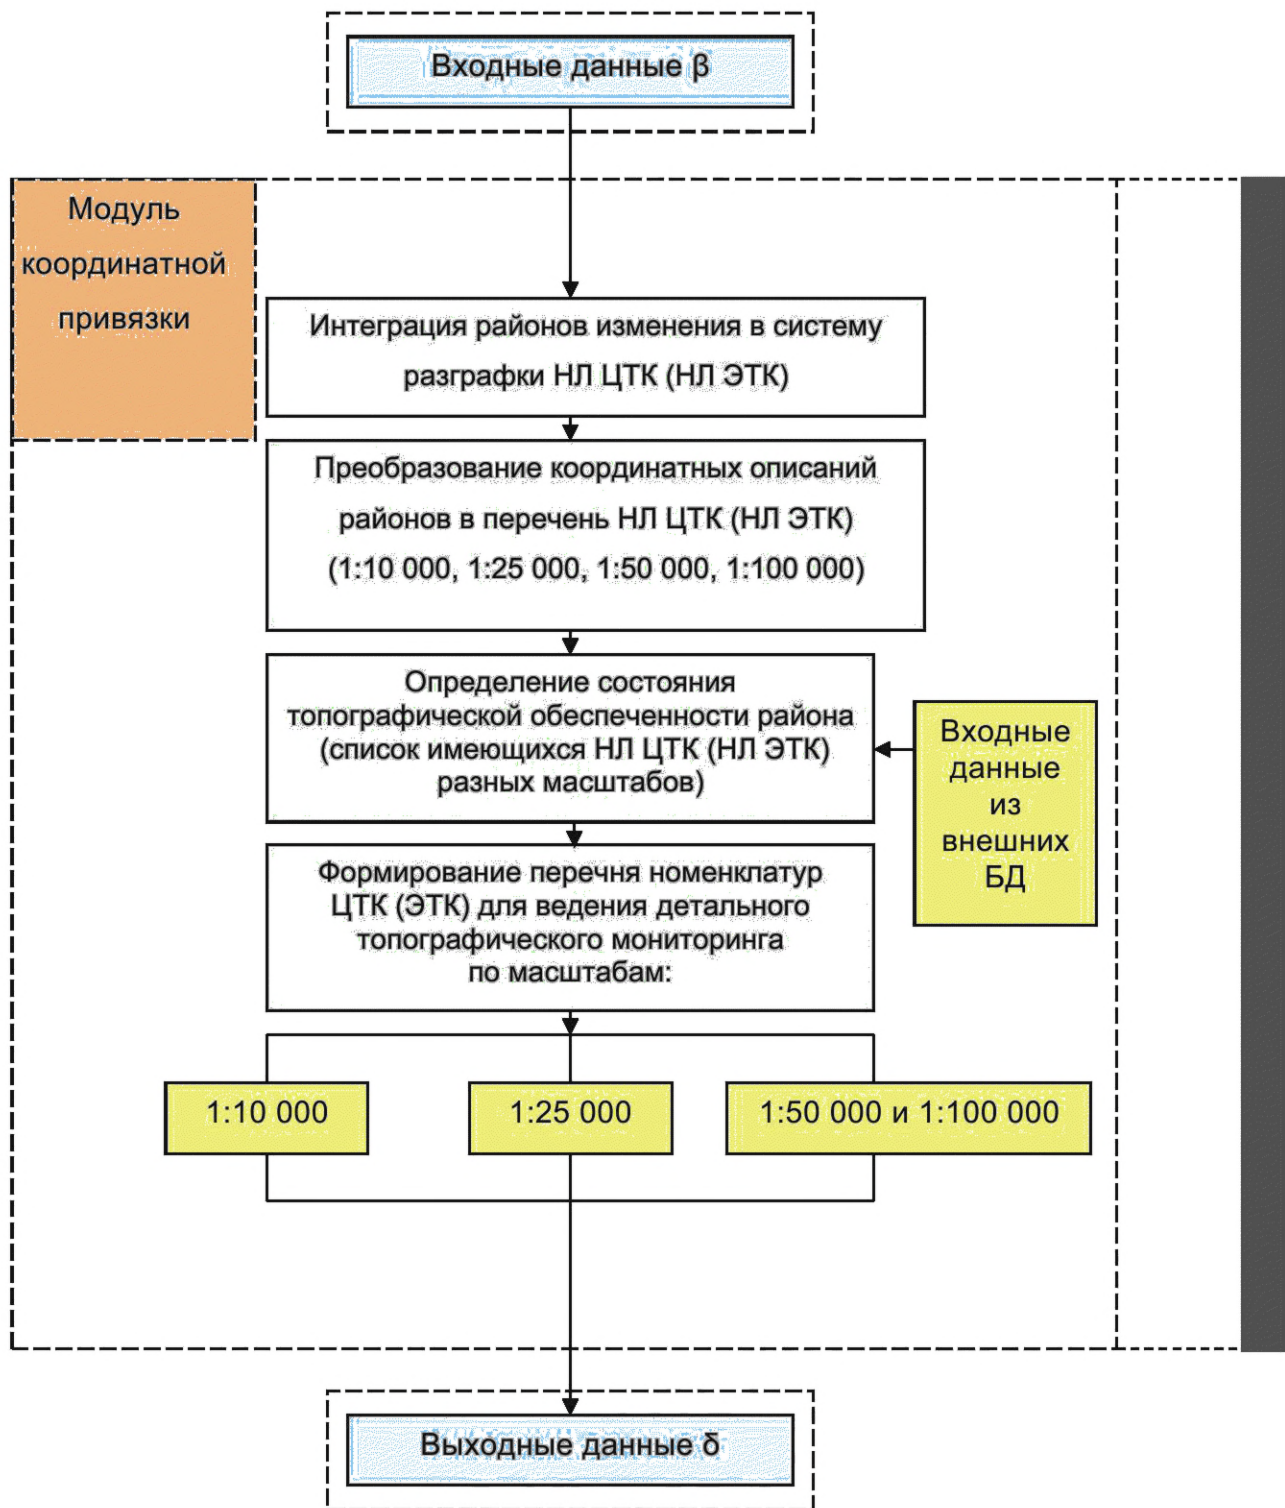 Входные данные β
Модуль
координатной
привязки
Интеграция районов изменения в систему
разграфки НЛ ЦТК (НЛ ЭТК)
Преобразование координатных описаний
районов в перечень НЛ ЦТК (НЛ ЭТК)
(1:10 000, 1:25 000, 1:50 000, 1:100 000)
Определение состояния
топографической обеспеченности района
(список имеющихся НЛ ЦТК (НЛ ЭТК)
разных масштабов)
Входные
данные
из
внешних
БД
Формирование перечня номенклатур
ЦТК (ЭТК) для ведения детального
топографического мониторинга
по масштабам:
1:10 000
1:25 000
1:50 000 и 1:100 000
Выходные данные δ